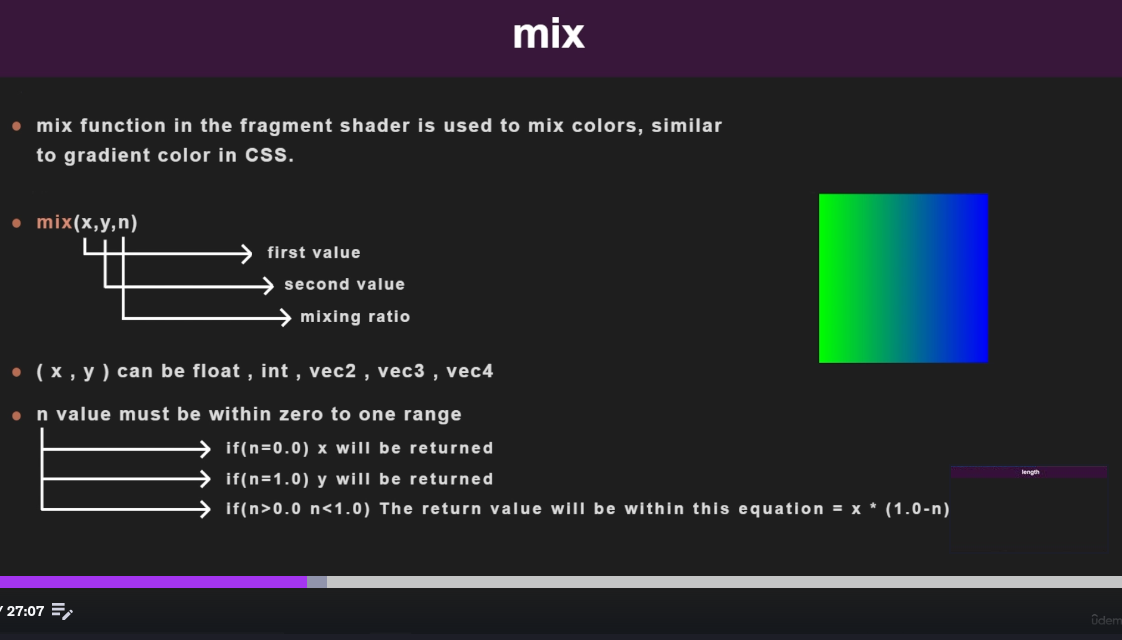 mix
mix function in the fragment shader is used to mix colors, similar
to gradient color in CSS.
mix(x,y,n)
first value
second value
mixing ratio
( x , y ) can be float , int , vec2 , vec3 , vec4
n value must be within zero to one range
if(n=0.0) x will be returned
if(n=1.0) y will be returned
length
if(n>0.0 n<1.0) The return value will be within this equation = x * (1.0-n)
/ 27:07